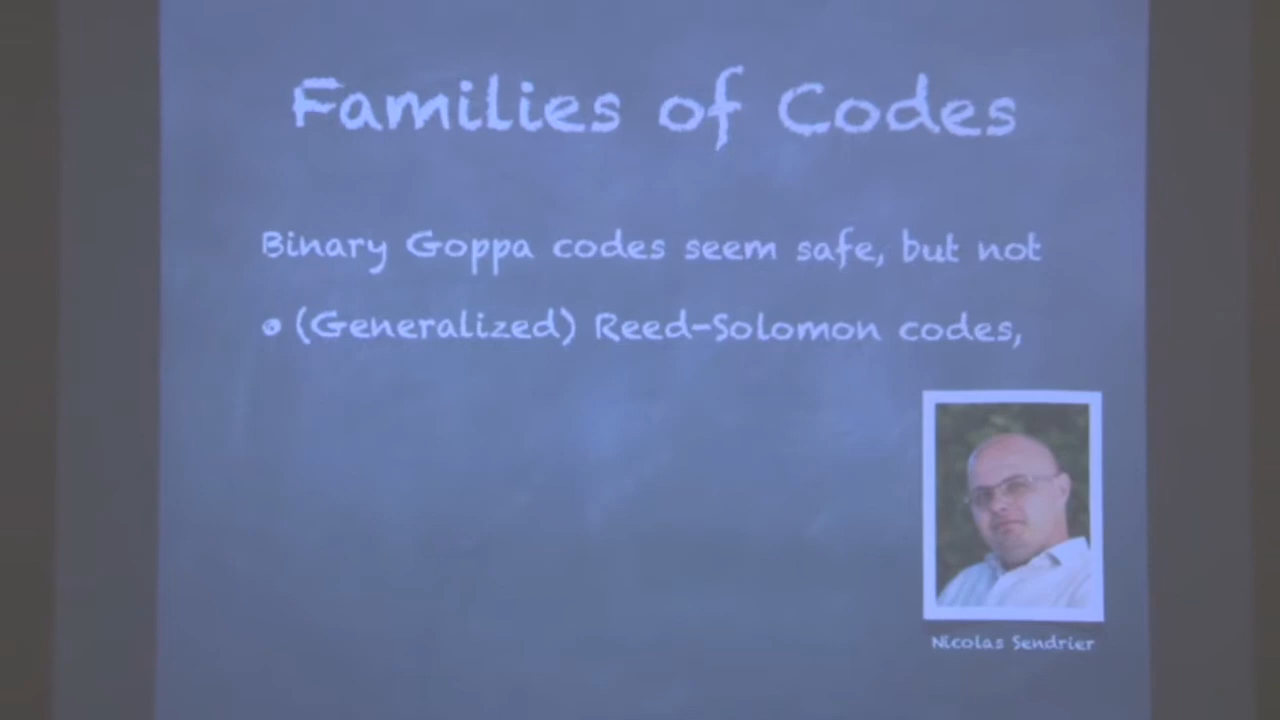 Families of Codes
Binary Goppa codes seem safe, but not
• (Generalized) Reed-Solomon codes,
Nicolas Sendrier